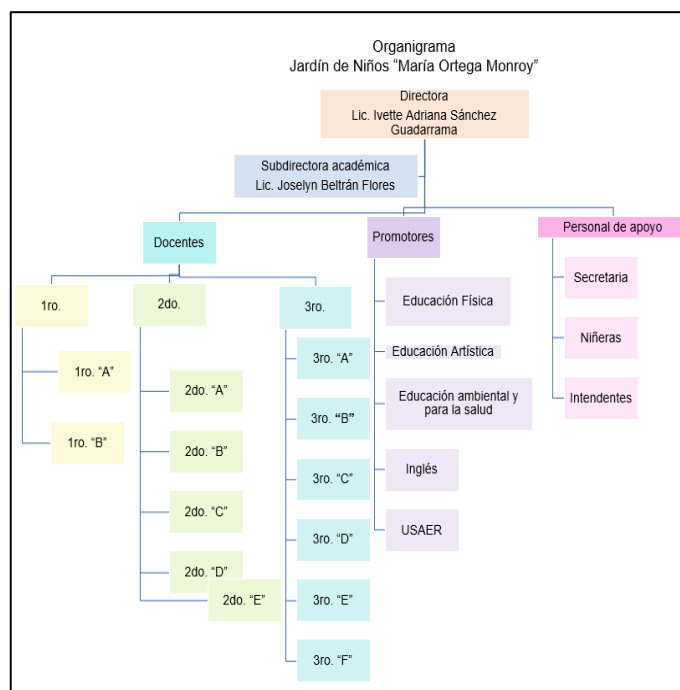 Organigrama
Jardín de Niños “María Ortega Monroy”
Directora
Lic. Ivette Adriana Sánchez
Guadarrama
Subdirectora académica
Lic. Joselyn Beltrán Flores
Docentes
Promotores
Personal de apoyo
1ro.
1ro. “A”
1ro. “B”
2do.
2do. “A”
2do. “B”
2do. “C”
2do. “D”
2do. “E”
3ro.
3ro. “A”
3ro. “B”
3ro. “C”
3ro. “D”
3ro. “E”
3ro. “F”
Educación Física
Educación Artística
Educación ambiental y
para la salud
Inglés
USAER
Secretaria
Niñeras
Intendentes